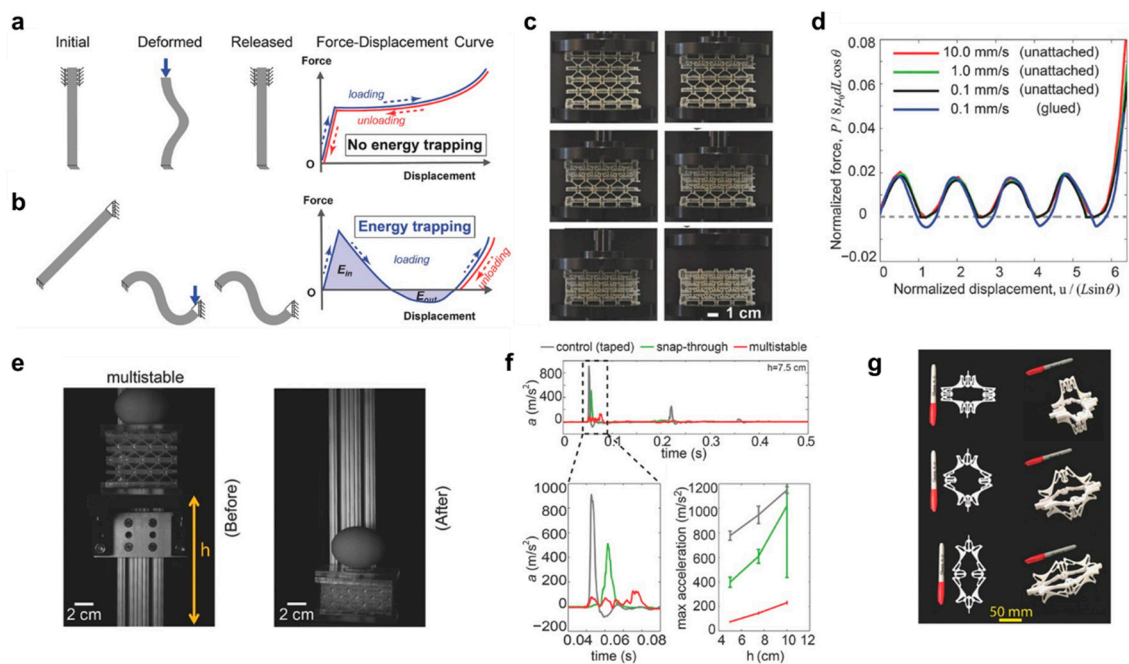 a
Initial
Deformed
Released
Force-Displacement Curve
Force
loading
unloading
No energy trapping
O
Displacement
b
Force
Energy trapping
loading
E_in
E_out
unloading
O
Displacement
c
1 cm
d
Normalized force, P / 8μ₀dL cosθ
0.08
0.06
0.04
0.02
0
−0.02
10.0 mm/s (unattached)
1.0 mm/s (unattached)
0.1 mm/s (unattached)
0.1 mm/s (glued)
0 1 2 3 4 5 6
Normalized displacement, u / (Lsinθ)
e
multistable
(Before)
h
2 cm
(After)
2 cm
f
control (taped) snap-through multistable
h=7.5 cm
a (m/s²)
800
400
0
0 0.1 0.2 0.3 0.4 0.5
time (s)
a (m/s²)
1000
800
600
400
200
0
−200
0.04 0.06 0.08
time (s)
max acceleration (m/s²)
1200
1000
800
600
400
200
0
4 6 8 10 12
h (cm)
g
50 mm